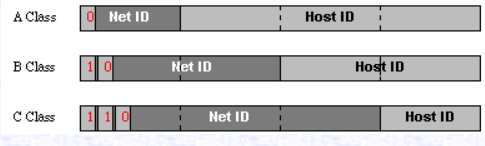 A Class 0 Net ID Host ID
B Class 1 0 Net ID Host ID
C Class 1 1 0 Net ID Host ID